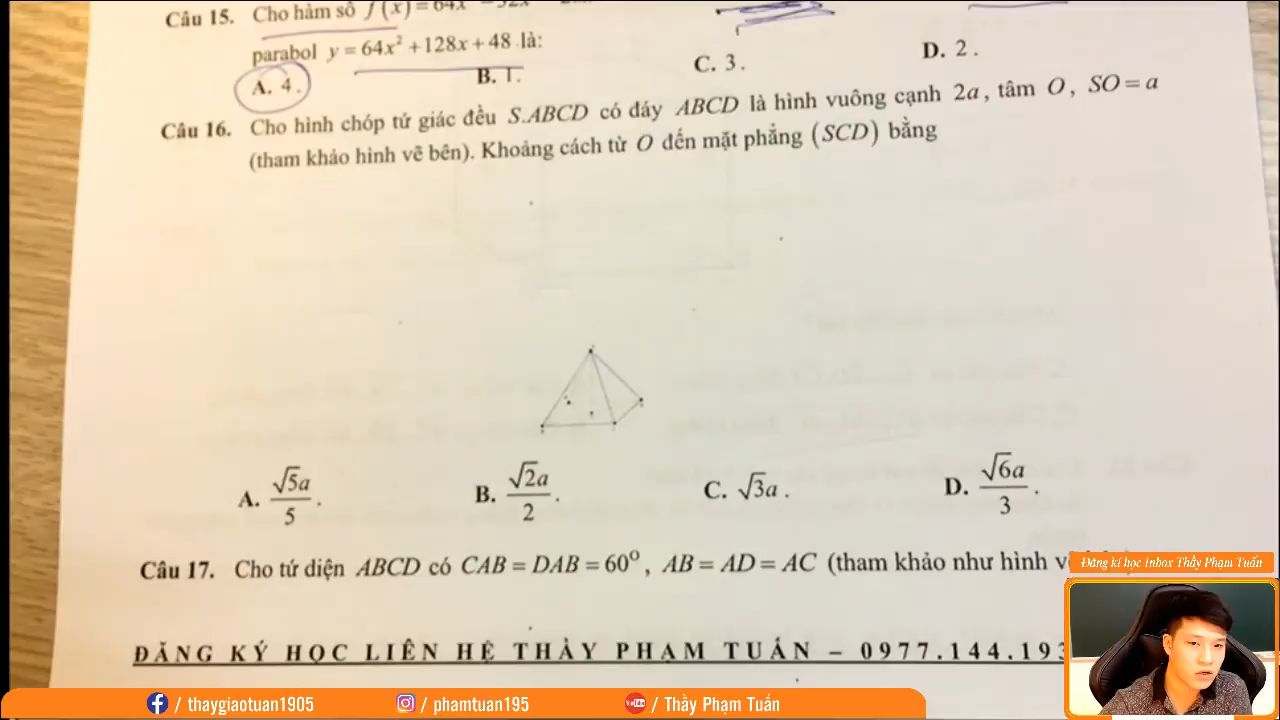 Câu 15. Cho hàm số f(x)=64x
parabol y = 64x² + 128x + 48 là:
A. 4. B. 1. C. 3. D. 2.
Câu 16. Cho hình chóp tứ giác đều S.ABCD có đáy ABCD là hình vuông cạnh 2a, tâm O, SO = a
(tham khảo hình vẽ bên). Khoảng cách từ O đến mặt phẳng (SCD) bằng
A. √5a/5. B. √2a/2. C. √3a. D. √6a/3.
Câu 17. Cho tứ diện ABCD có CAB = DAB = 60⁰, AB = AD = AC (tham khảo như hình v
Đăng kí học Inbox Thầy Phạm Tuấn
ĐĂNG KÝ HỌC LIÊN HỆ THẦY PHẠM TUẤN – 0977.144.193
/ thaygiaotuan1905 / phamtuan195 YouTube / Thầy Phạm Tuấn